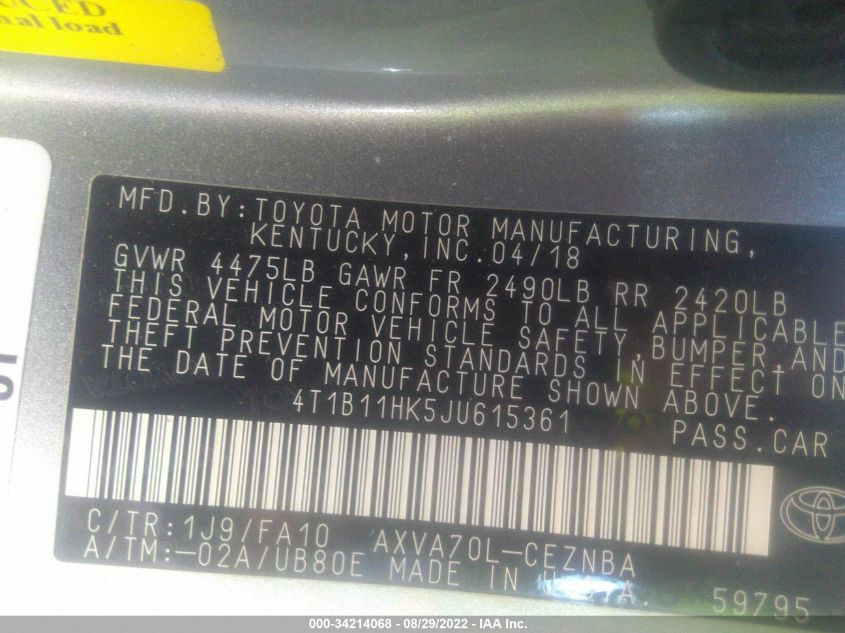 UCED
nal load
MFD.BY:TOYOTA MOTOR MANUFACTURING,
KENTUCKY,INC.04/18
GVWR 4475LB GAWR FR 2490LB RR 2420LB
THIS VEHICLE CONFORMS TO ALL APPLICABLE
FEDERAL MOTOR VEHICLE SAFETY,BUMPER,AND
THEFT PREVENTION STANDARDS IN EFFECT ON
THE DATE OF MANUFACTURE SHOWN ABOVE.
4T1B11HK5JU615361
PASS.CAR
C/TR:1J9/FA10 AXVA70L-CEZNBA
A/TM:-02A/UB80E MADE IN U.S.A.
59795
000-34214068 - 08/29/2022 - IAA Inc.